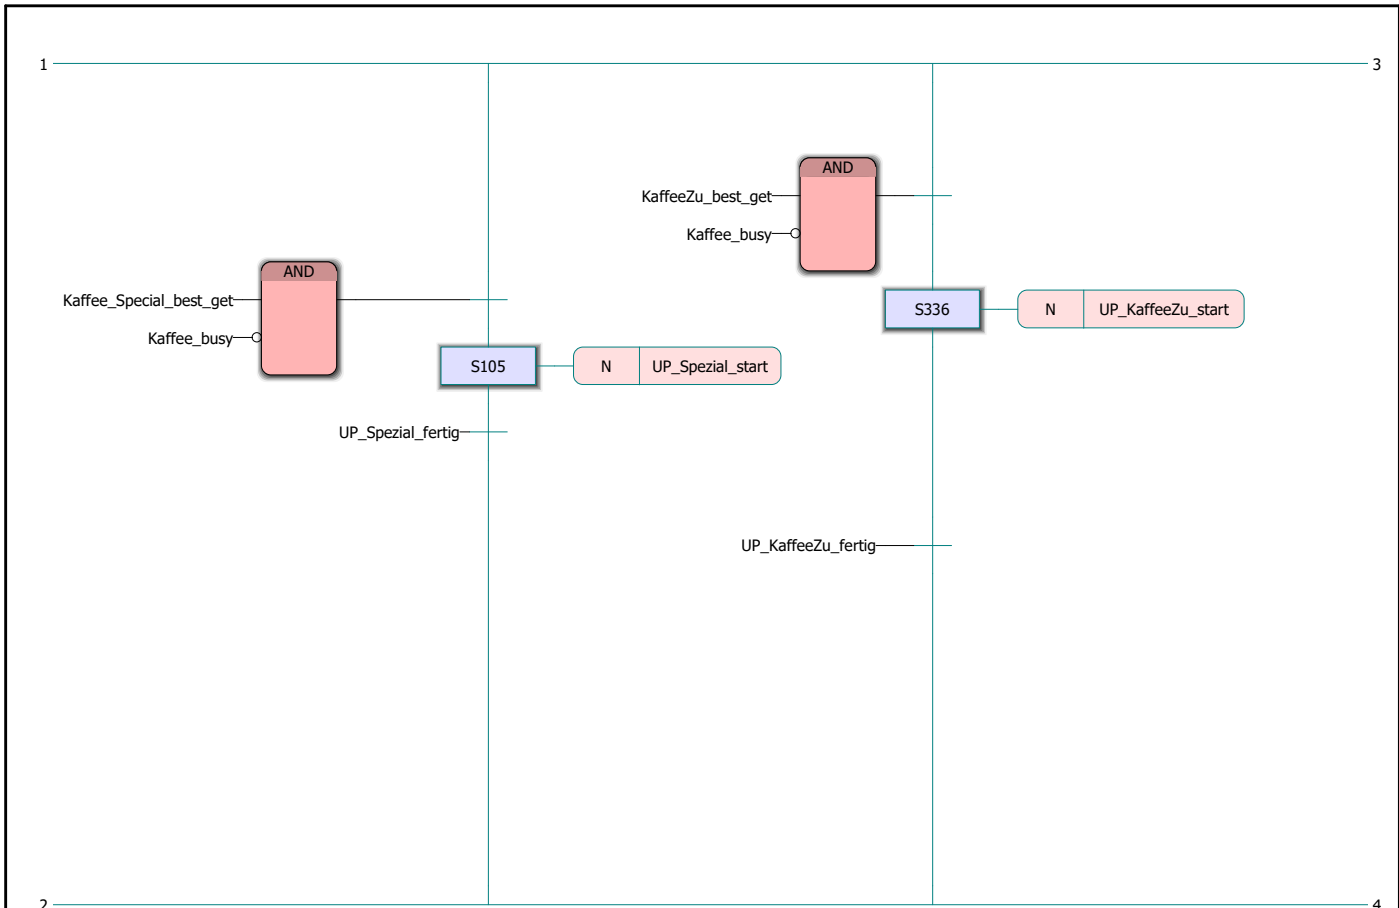 1
3
AND
KaffeeZu_best_get
Kaffee_busy
AND
Kaffee_Special_best_get
Kaffee_busy
S336
N
UP_KaffeeZu_start
S105
N
UP_Spezial_start
UP_Spezial_fertig
UP_KaffeeZu_fertig
2
4